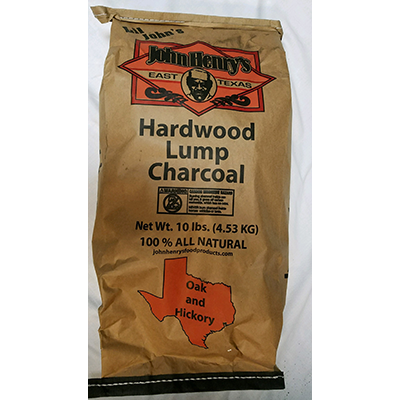 John's
John Henry's
EAST TEXAS
Hardwood
Lump
Charcoal
Net Wt. 10 lbs. (4.53 KG)
100 % ALL NATURAL
johnhenrysfoodproducts.com
Oak
and
Hickory